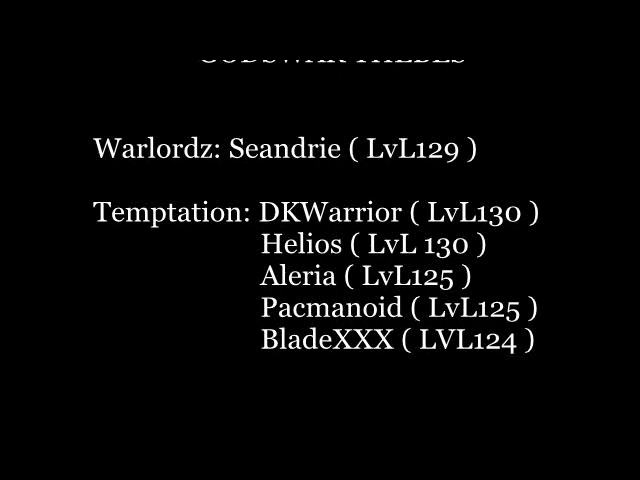 Warlordz: Seandrie ( LvL129 )
Temptation: DKWarrior ( LvL130 )
Helios ( LvL 130 )
Aleria ( LvL125 )
Pacmanoid ( LvL125 )
BladeXXX ( LVL124 )